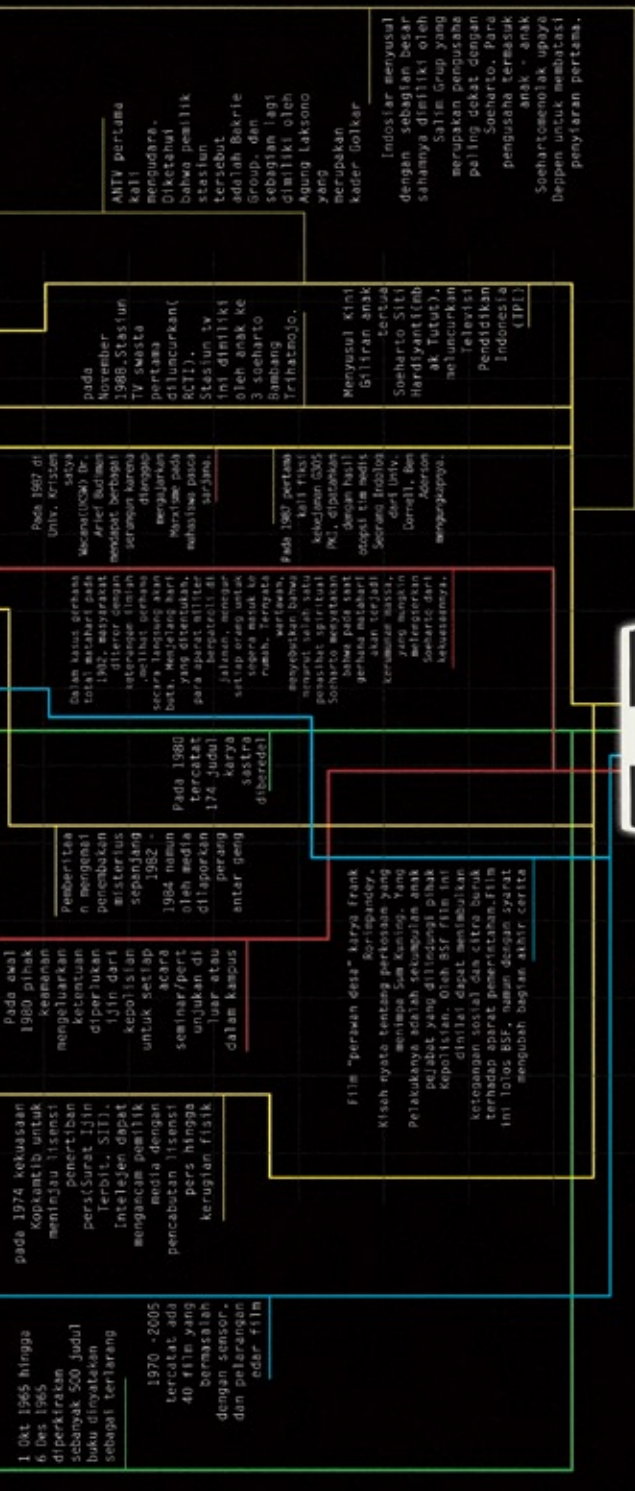 1 Okt 1965 hingga
6 Des 1965
diperkirakan
sebanyak 500 judul
buku dinyatakan
sebagai terlarang
1970 -2005
tercatat ada
40 film yang
bermasalah
dengan sensor,
dan pelarangan
edar film
pada 1974 kekuasaan
Kopkamtib untuk
meninjau lisensi
penertiban
pers(Surat Ijin
Terbit, SIT).
Intelejen dapat
mengancam pemilik
media dengan
pencabutan lisensi
pers hingga
kerugian fisik
Pada awal
1980 pihak
keamanan
mengeluarkan
ketentuan
diperlukan
ijin dari
kepolisian
untuk setiap
acara
seminar/pert
unjukan di
luar atau
dalam kampus
Film "perawan desa" karya Frank
Rorimpandey.
Kisah nyata tentang perkosaan yang
menimpa Sum Kuning. Yang
Pelakukanya adalah sekumpulan anak
pejabat yang dilindungi pihak
Kepolisian. Oleh BSF film ini
dinilai dapat menimbulkan
ketegangan sosial dam citra buruk
terhadap aparat pemerintahan.Film
ini lolos BSF, namun dengan syarat
mengubah bagian akhir cerita
Pemberitaa
n mengenai
penembakan
misterius
sepanjang
1982 -
1984 namun
oleh media
dilaporkan
perang
antar geng
Pada 1980
tercatat
174 judul
karya
sastra
diberedel
Dalam kasus gerhana
total matahari pada
1982, masyarakat
diteror dengan
keterangan ilmiah
melihat gerhana
secara langsung akan
buta. Menjelang hari
yang ditentukan,
para aparat militer
berpatroli di
jalanan, menegur
setiap orang untuk
segera masuk ke
rumah. Ternyata
wartawan,
menyebutkan bahwa
menurut salah satu
penasihat spiritual
Soeharto menyatakan
bahwa pada saat
gerhana matahari
akan terjadi
kerumunan massa,
yang mungkin
melengserkan
Soeharto dari
kekuasaannya.
Pada 1987 di
Univ. Kristen
satya
Wacana(UKSW) Dr.
Arief Budiman
mendapat berbagai
serangan karena
dianggap
mengajarkan
Marxisme pada
mahasiswa pasca
sarjana.
Pada 1987 pertama
kali fiksi
kekejaman G30S
PKI, dipatahkan
dengan hasil
otopsi tim medis
Seorang Indolog
dari Univ.
Cornell, Ben
Aderson
mengungkapnya.
pada
November
1988.Stasiun
TV swasta
pertama
diluncurkan(
RCTI).
Stasiun tv
ini dimiliki
oleh anak ke
3 soeharto
Bambang
Trihatmojo.
Menyusul Kini
Giliran anak
tertua
Soeharto Siti
Hardiyanti(mb
ak Tutut),
meluncurkan
Televisi
Pendidikan
Indonesia
(TPI)
ANTV pertama
kali
mengudara.
Diketahui
bahwa pemilik
stasiun
tersebut
adalah Bakrie
Group, dan
sebagian lagi
dimiliki oleh
Agung Laksono
yang
merupakan
kader Golkar
Indosiar menyusul
dengan sebagian besar
sahamnya dimiliki oleh
Salim Grup yang
merupakan pengusaha
paling dekat dengan
Soeharto. Para
pengusaha termasuk
anak - anak
Soehartomenolak upaya
Deppen untuk membatasi
penyiaran pertama.